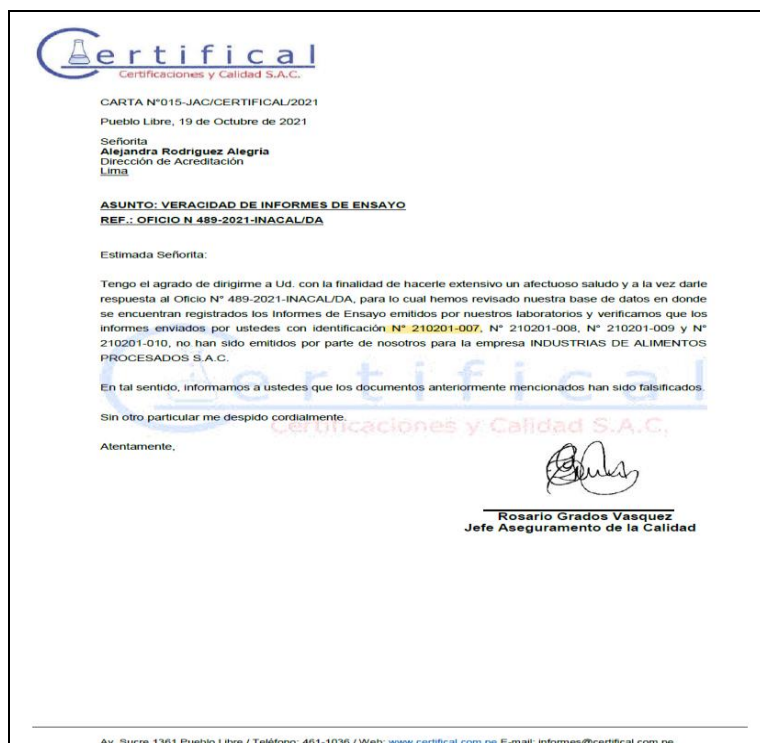 Certifical
Certificaciones y Calidad S.A.C.
CARTA N°015-JAC/CERTIFICAL/2021
Pueblo Libre, 19 de Octubre de 2021
Señorita
Alejandra Rodriguez Alegría
Dirección de Acreditación
Lima
ASUNTO: VERACIDAD DE INFORMES DE ENSAYO
REF.: OFICIO N 489-2021-INACAL/DA
Estimada Señorita:
Tengo el agrado de dirigirme a Ud. con la finalidad de hacerle extensivo un afectuoso saludo y a la vez darle
respuesta al Oficio N° 489-2021-INACAL/DA, para lo cual hemos revisado nuestra base de datos en donde
se encuentran registrados los Informes de Ensayo emitidos por nuestros laboratorios y verificamos que los
informes enviados por ustedes con identificación N° 210201-007, N° 210201-008, N° 210201-009 y N°
210201-010, no han sido emitidos por parte de nosotros para la empresa INDUSTRIAS DE ALIMENTOS
PROCESADOS S.A.C.
En tal sentido, informamos a ustedes que los documentos anteriormente mencionados han sido falsificados.
Sin otro particular me despido cordialmente.
Certifical
Certificaciones y Calidad S.A.C.
Atentamente,
Rosario Grados Vasquez
Jefe Aseguramento de la Calidad
Av. Sucre 1361 Pueblo Libre / Teléfono: 461-1036 / Web: www.certifical.com.pe E-mail: informes@certifical.com.pe